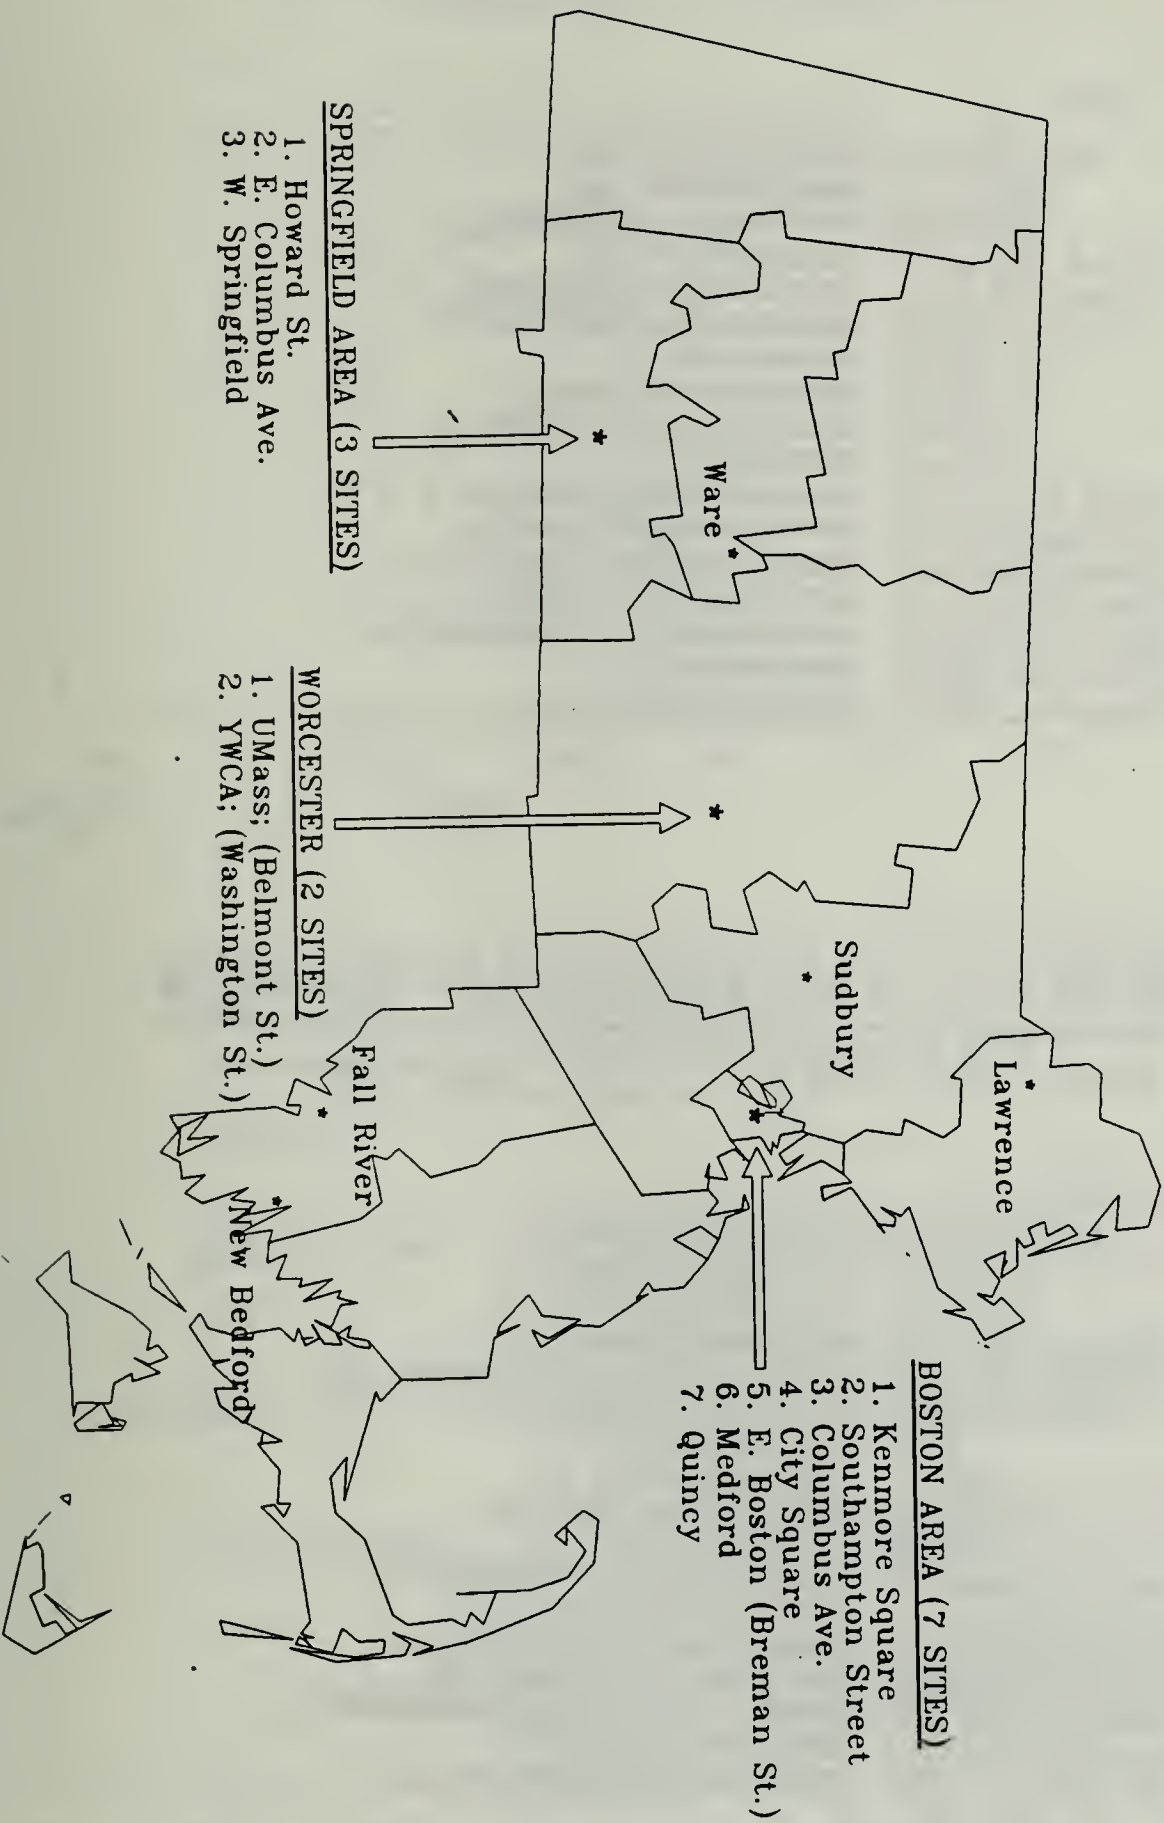 BOSTON AREA (7 SITES)
1. Kenmore Square
2. Southampton Street
3. Columbus Ave.
4. City Square
5. E. Boston (Breman St.)
6. Medford
7. Quincy
Lawrence
*
Sudbury
*
*
Ware
*
*
*
Fall River
*
New Bedford
*
SPRINGFIELD AREA (3 SITES)
1. Howard St.
2. E. Columbus Ave.
3. W. Springfield
WORCESTER (2 SITES)
1. UMass; (Belmont St.)
2. YWCA; (Washington St.)